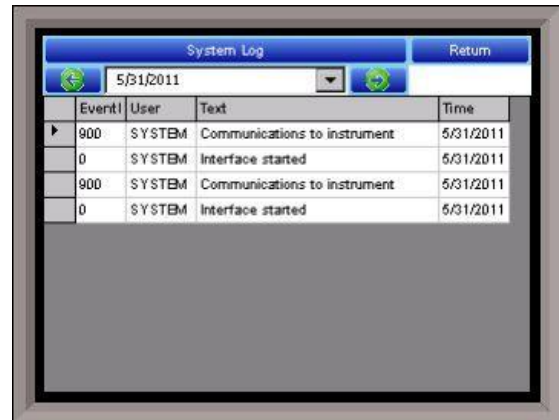 System Log Return
5/31/2011
EventI User Text Time
900 SYSTEM Communications to instrument 5/31/2011
0 SYSTEM Interface started 5/31/2011
900 SYSTEM Communications to instrument 5/31/2011
0 SYSTEM Interface started 5/31/2011